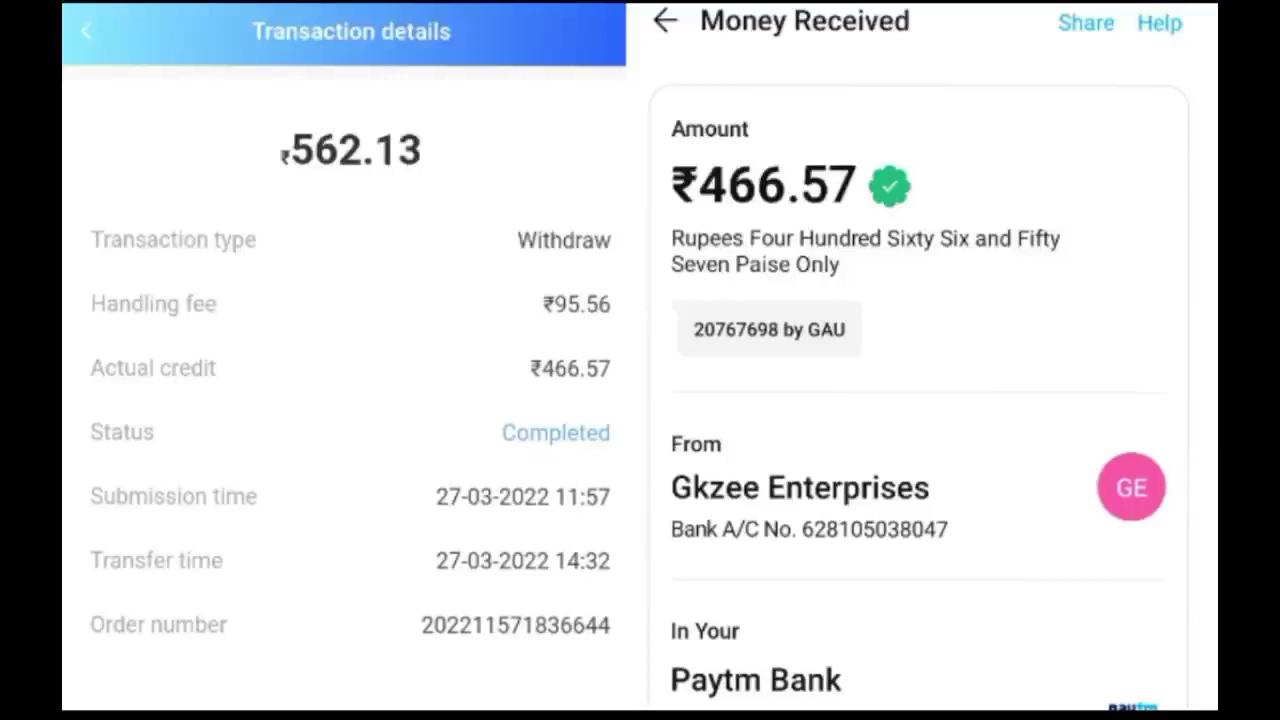 Transaction details
₹562.13
Transaction type Withdraw
Handling fee ₹95.56
Actual credit ₹466.57
Status Completed
Submission time 27-03-2022 11:57
Transfer time 27-03-2022 14:32
Order number 202211571836644
Money Received Share Help
Amount
₹466.57
Rupees Four Hundred Sixty Six and Fifty
Seven Paise Only
20767698 by GAU
From
Gkzee Enterprises
GE
Bank A/C No. 628105038047
In Your
Paytm Bank
paytm